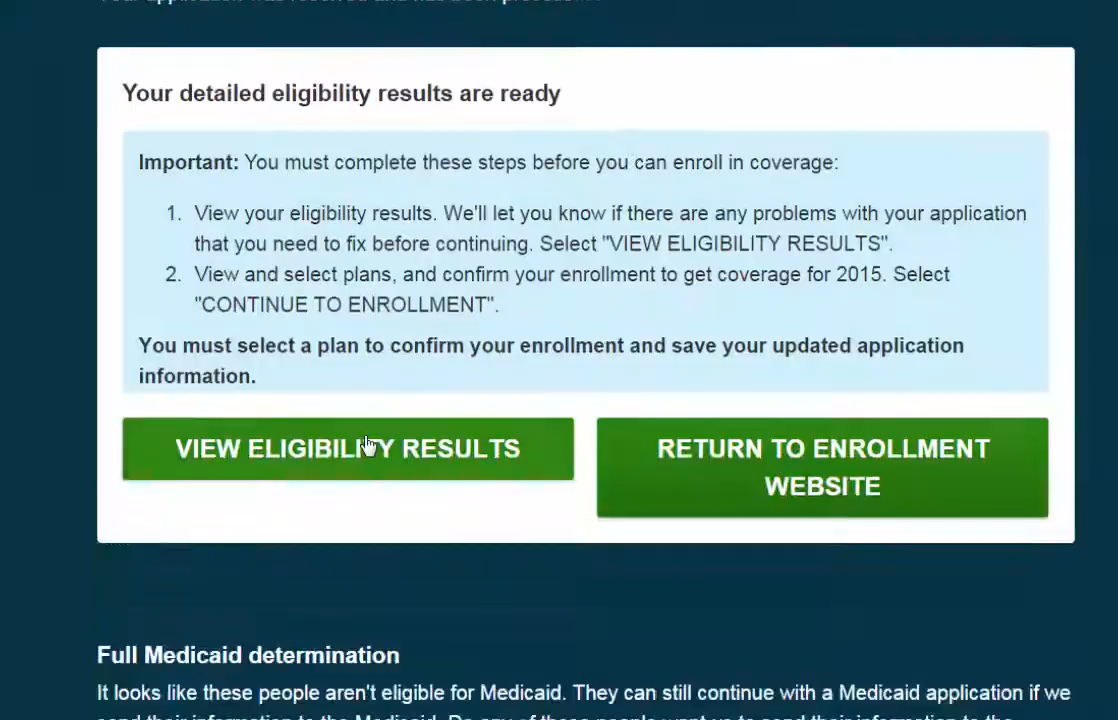 Your detailed eligibility results are ready
Important: You must complete these steps before you can enroll in coverage:
1. View your eligibility results. We'll let you know if there are any problems with your application
that you need to fix before continuing. Select "VIEW ELIGIBILITY RESULTS".
2. View and select plans, and confirm your enrollment to get coverage for 2015. Select
"CONTINUE TO ENROLLMENT".
You must select a plan to confirm your enrollment and save your updated application
information.
VIEW ELIGIBILITY RESULTS
RETURN TO ENROLLMENT
WEBSITE
Full Medicaid determination
It looks like these people aren't eligible for Medicaid. They can still continue with a Medicaid application if we